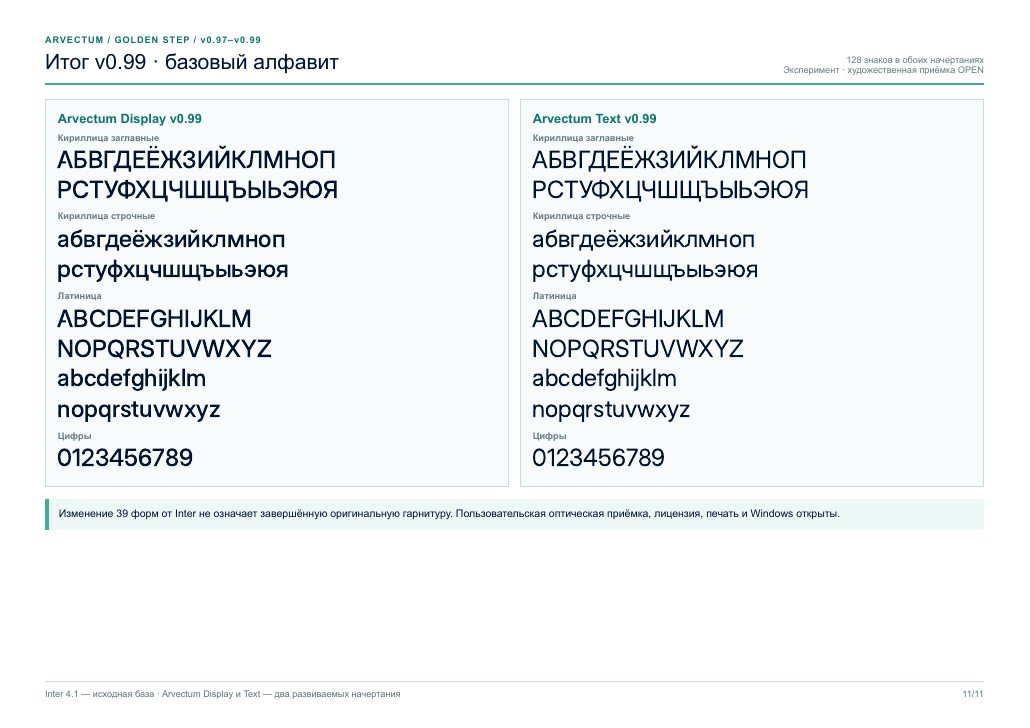 ARVECTUM / GOLDEN STEP / v0.97–v0.99
Итог v0.99 · базовый алфавит
128 знаков в обоих начертаниях
Эксперимент · художественная приёмка OPEN
Arvectum Display v0.99
Кириллица заглавные
АБВГДЕЁЖЗИЙКЛМНОП
РСТУФХЦЧШЩЪЫЬЭЮЯ
Кириллица строчные
абвгдеёжзийклмноп
рстуфхцчшщъыьэюя
Латиница
ABCDEFGHIJKLM
NOPQRSTUVWXYZ
abcdefghijklm
nopqrstuvwxyz
Цифры
0123456789
Arvectum Text v0.99
Кириллица заглавные
АБВГДЕЁЖЗИЙКЛМНОП
РСТУФХЦЧШЩЪЫЬЭЮЯ
Кириллица строчные
абвгдеёжзийклмноп
рстуфхцчшщъыьэюя
Латиница
ABCDEFGHIJKLM
NOPQRSTUVWXYZ
abcdefghijklm
nopqrstuvwxyz
Цифры
0123456789
Изменение 39 форм от Inter не означает завершённую оригинальную гарнитуру. Пользовательская оптическая приёмка, лицензия, печать и Windows открыты.
Inter 4.1 — исходная база · Arvectum Display и Text — два развиваемых начертания
11/11